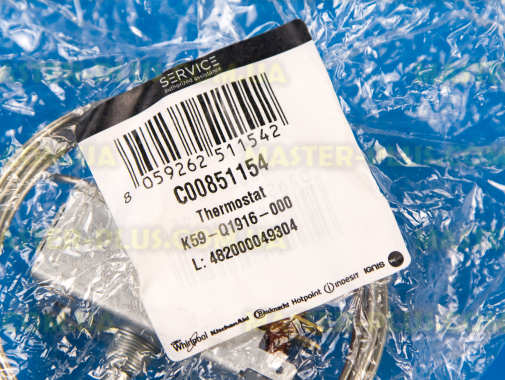 SERVICE
authorized assistance
8 059262 511542
C00851154
Thermostat
K59-Q1916-000
L: 482000049304
Whirlpool KitchenAid Bauknecht Hotpoint INDESIT IGNIS